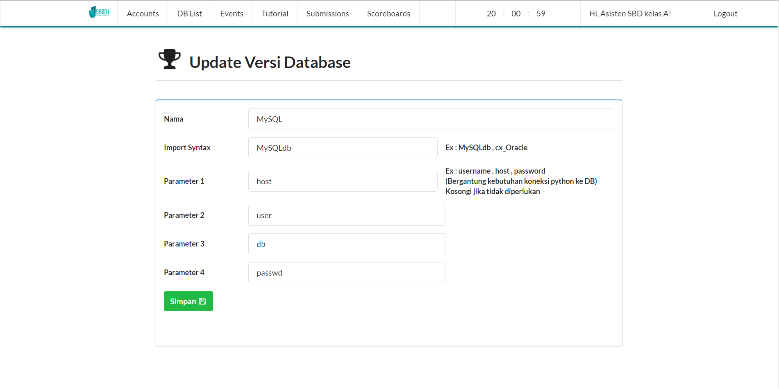 SBOJ Accounts DB List Events Tutorial Submissions Scoreboards 20 : 00 : 59 Hi, Asisten SBD kelas A! Logout
Update Versi Database
Nama MySQL
Import Syntax MySQLdb Ex : MySQLdb , cx_Oracle
Parameter 1 host Ex : username , host , password
(Bergantung kebutuhan koneksi python ke DB)
Kosongi jika tidak diperlukan
Parameter 2 user
Parameter 3 db
Parameter 4 passwd
Simpan